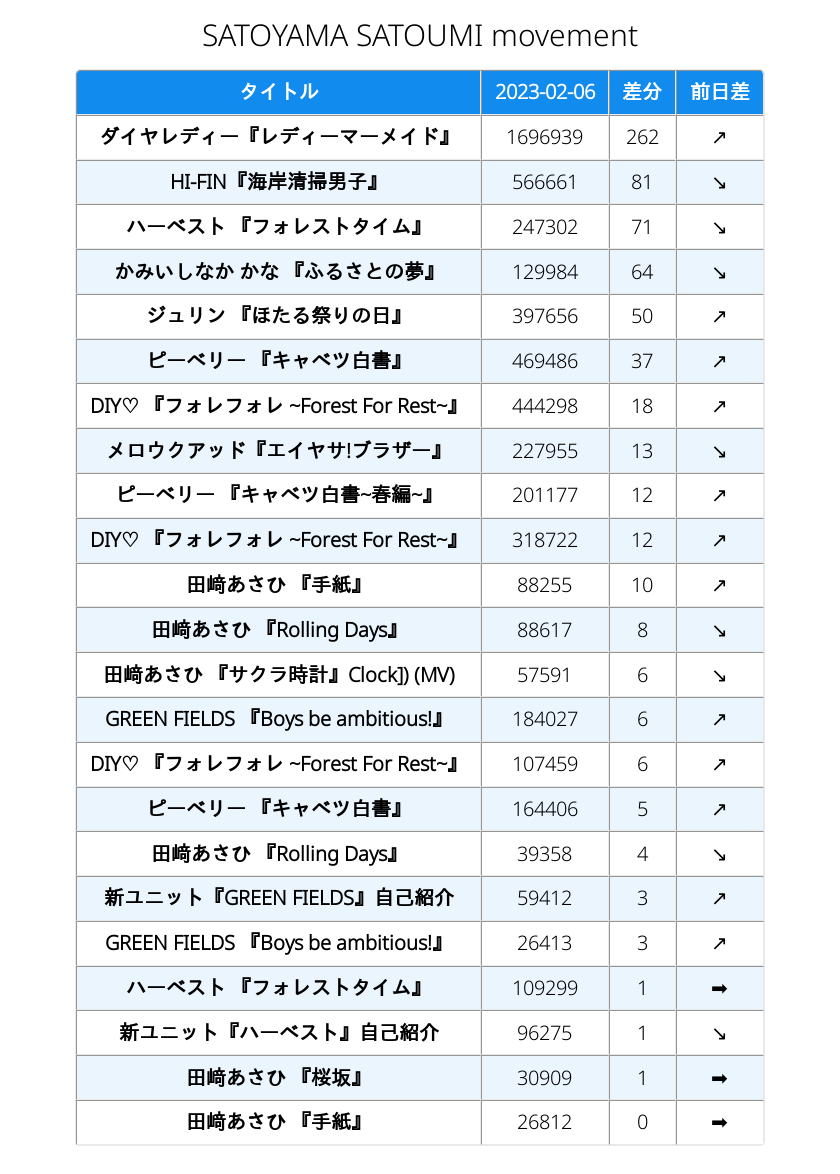 SATOYAMA SATOUMI movement
タイトル 2023-02-06 差分 前日差
ダイヤレディー『レディーマーメイド』 1696939 262 ↗
HI-FIN『海岸清掃男子』 566661 81 ↘
ハーベスト 『フォレストタイム』 247302 71 ↘
かみいしなか かな 『ふるさとの夢』 129984 64 ↘
ジュリン 『ほたる祭りの日』 397656 50 ↗
ピーベリー 『キャベツ白書』 469486 37 ↗
DIY♡ 『フォレフォレ ~Forest For Rest~』 444298 18 ↗
メロウクアッド『エイヤサ!ブラザー』 227955 13 ↘
ピーベリー 『キャベツ白書~春編~』 201177 12 ↗
DIY♡ 『フォレフォレ ~Forest For Rest~』 318722 12 ↗
田﨑あさひ 『手紙』 88255 10 ↗
田﨑あさひ 『Rolling Days』 88617 8 ↘
田﨑あさひ 『サクラ時計』Clock]) (MV) 57591 6 ↘
GREEN FIELDS 『Boys be ambitious!』 184027 6 ↗
DIY♡ 『フォレフォレ ~Forest For Rest~』 107459 6 ↗
ピーベリー 『キャベツ白書』 164406 5 ↗
田﨑あさひ 『Rolling Days』 39358 4 ↘
新ユニット『GREEN FIELDS』自己紹介 59412 3 ↗
GREEN FIELDS 『Boys be ambitious!』 26413 3 ↗
ハーベスト 『フォレストタイム』 109299 1 ➡
新ユニット『ハーベスト』自己紹介 96275 1 ↘
田﨑あさひ 『桜坂』 30909 1 ➡
田﨑あさひ 『手紙』 26812 0 ➡